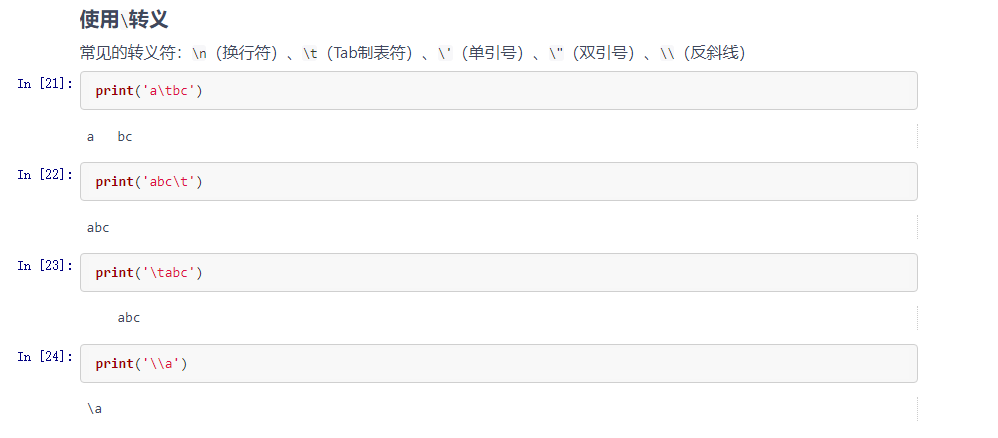 使用\转义
常见的转义符：\n（换行符）、\t（Tab制表符）、\'（单引号）、\"（双引号）、\\（反斜线）
In [21]: print('a\tbc')
a   bc
In [22]: print('abc\t')
abc
In [23]: print('\tabc')
    abc
In [24]: print('\\a')
\a